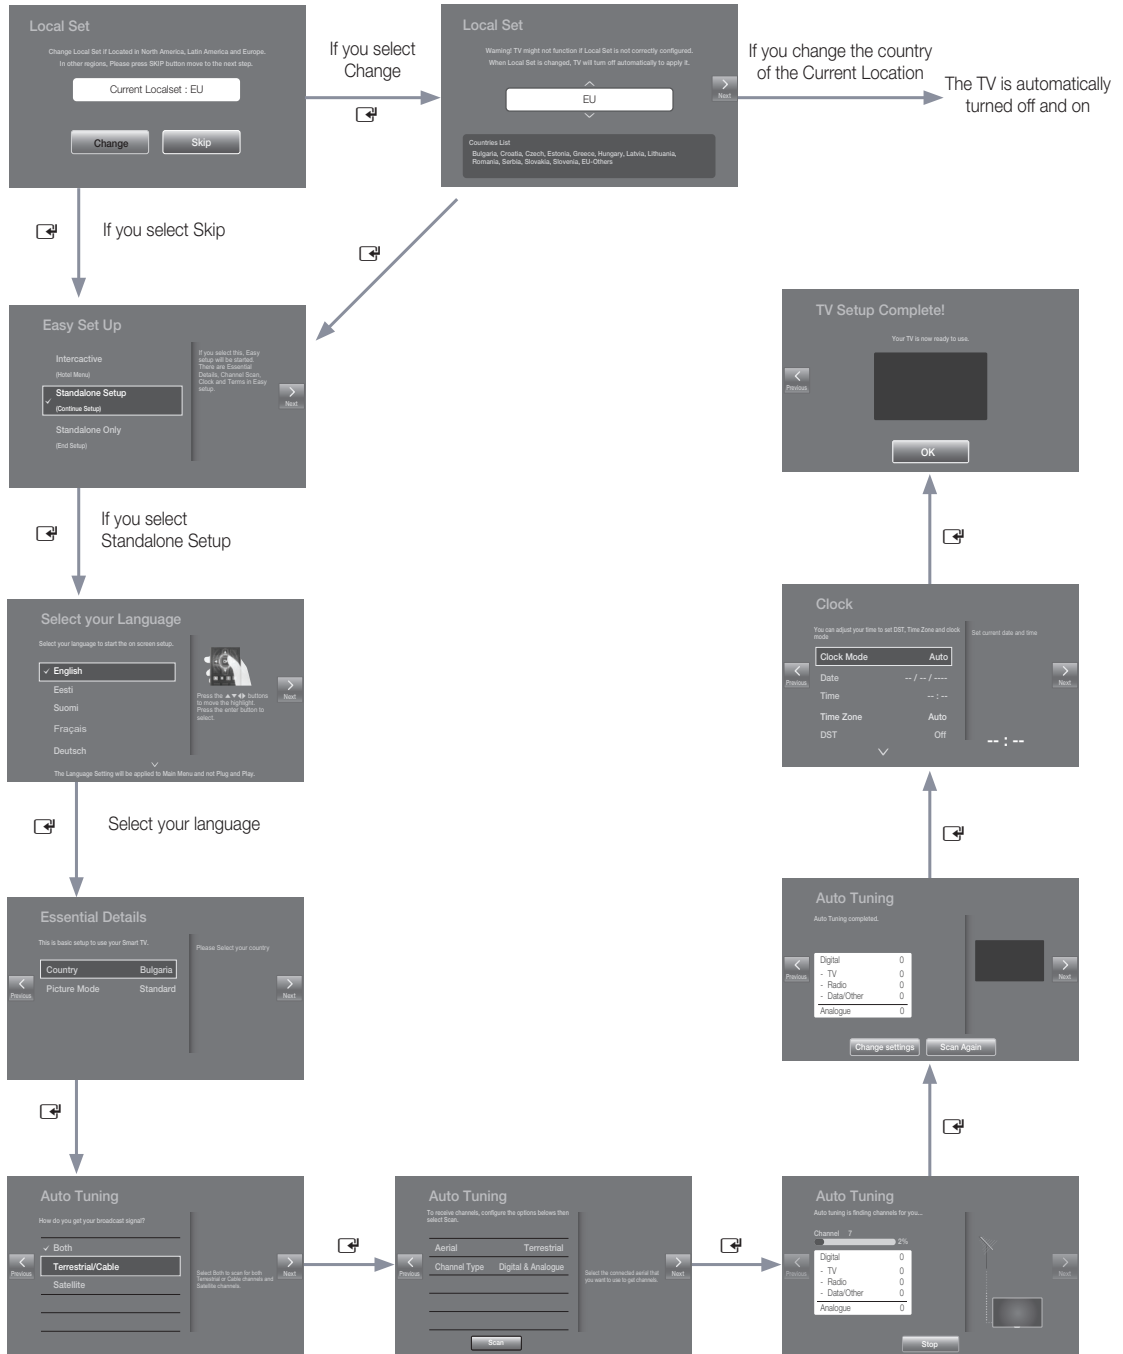 Local Set
Change Local Set if Located in North America, Latin America and Europe.
In other regions, Please press SKIP button move to the next step.
Current Localset : EU
Change
Skip
If you select
Change
Local Set
Warning! TV might not function if Local Set is not correctly configured.
When Local Set is changed, TV will turn off automatically to apply it.
EU
Next
Countries List
Bulgaria, Croatia, Czech, Estonia, Greece, Hungary, Latvia, Lithuania,
Romania, Serbia, Slovakia, Slovenia, EU-Others
If you change the country
of the Current Location
The TV is automatically
turned off and on
If you select Skip
Easy Set Up
Intercactive
(Hotel Menu)
Standalone Setup
(Continue Setup)
Standalone Only
(End Setup)
If you select this, Easy
setup will be started.
There are Essential
Details, Channel Scan,
Clock and Terms in Easy
setup.
Next
If you select
Standalone Setup
Select your Language
Select your language to start the on screen setup.
English
Eesti
Suomi
Fraçais
Deutsch
Press the ▲▼◀▶ buttons
to move the highlight.
Press the enter button to
select.
Next
The Language Setting will be applied to Main Menu and not Plug and Play.
Select your language
Essential Details
This is basic setup to use your Smart TV.
Country Bulgaria
Picture Mode Standard
Please Select your country
Previous
Next
Auto Tuning
How do you get your broadcast signal?
Both
Terrestrial/Cable
Satellite
Select Both to scan for both
Terrestrial or Cable channels and
Satellite channels.
Previous
Next
Auto Tuning
To receive channels, configure the options belows then
select Scan.
Aerial Terrestrial
Channel Type Digital & Analogue
Select the connected aerial that
you want to use to get channels.
Previous
Next
Scan
Auto Tuning
Auto tuning is finding channels for you...
Channel 7
2%
Digital 0
- TV 0
- Radio 0
- Data/Other 0
Analogue 0
Previous
Next
Stop
Auto Tuning
Auto Tuning completed.
Digital 0
- TV 0
- Radio 0
- Data/Other 0
Analogue 0
Previous
Next
Change settings
Scan Again
Clock
You can adjust your time to set DST, Time Zone and clock
mode
Clock Mode Auto
Date -- / -- / ----
Time -- : --
Time Zone Auto
DST Off
Set current date and time
-- : --
Previous
Next
TV Setup Complete!
Your TV is now ready to use.
Previous
OK